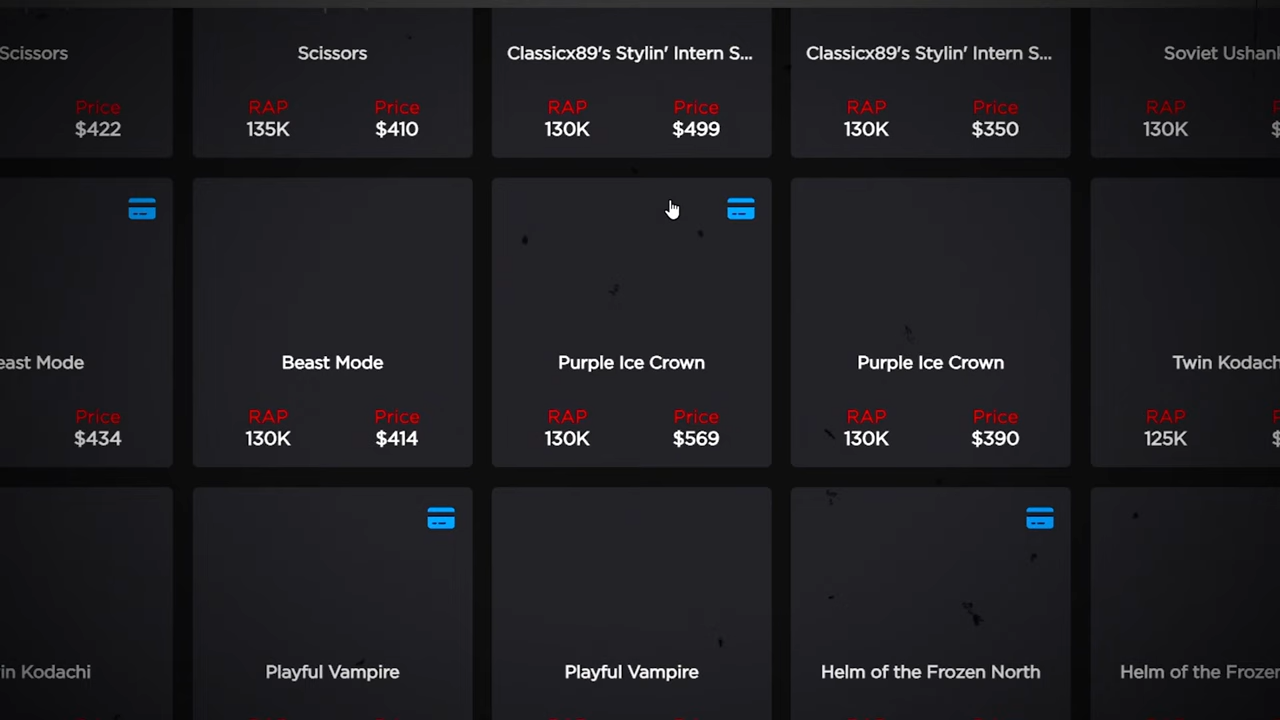 Scissors
Scissors
Classicx89's Stylin' Intern S...
Classicx89's Stylin' Intern S...
Soviet Ushank
Price
RAP
Price
RAP
Price
RAP
Price
RAP
$422
135K
$410
130K
$499
130K
$350
130K
$
east Mode
Beast Mode
Purple Ice Crown
Purple Ice Crown
Twin Kodach
Price
RAP
Price
RAP
Price
RAP
Price
RAP
$434
130K
$414
130K
$569
130K
$390
125K
$
in Kodachi
Playful Vampire
Playful Vampire
Helm of the Frozen North
Helm of the Frozen